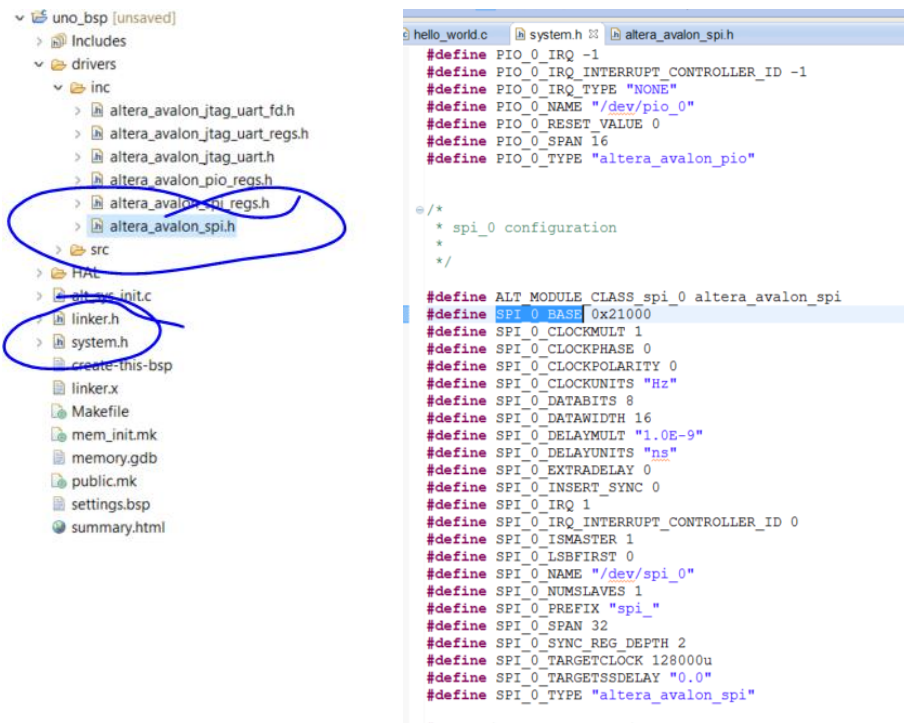 uno_bsp [unsaved]
Includes
drivers
inc
altera_avalon_jtag_uart_fd.h
altera_avalon_jtag_uart_regs.h
altera_avalon_jtag_uart.h
altera_avalon_pio_regs.h
altera_avalon_spi_regs.h
altera_avalon_spi.h
src
HAL
alt_sys_init.c
linker.h
system.h
create-this-bsp
linker.x
Makefile
mem_init.mk
memory.gdb
public.mk
settings.bsp
summary.html
hello_world.c system.h altera_avalon_spi.h
#define PIO_0_IRQ -1
#define PIO_0_IRQ_INTERRUPT_CONTROLLER_ID -1
#define PIO_0_IRQ_TYPE "NONE"
#define PIO_0_NAME "/dev/pio_0"
#define PIO_0_RESET_VALUE 0
#define PIO_0_SPAN 16
#define PIO_0_TYPE "altera_avalon_pio"
/*
* spi_0 configuration
*
*/
#define ALT_MODULE_CLASS_spi_0 altera_avalon_spi
#define SPI_0_BASE 0x21000
#define SPI_0_CLOCKMULT 1
#define SPI_0_CLOCKPHASE 0
#define SPI_0_CLOCKPOLARITY 0
#define SPI_0_CLOCKUNITS "Hz"
#define SPI_0_DATABITS 8
#define SPI_0_DATAWIDTH 16
#define SPI_0_DELAYMULT "1.0E-9"
#define SPI_0_DELAYUNITS "ns"
#define SPI_0_EXTRADELAY 0
#define SPI_0_INSERT_SYNC 0
#define SPI_0_IRQ 1
#define SPI_0_IRQ_INTERRUPT_CONTROLLER_ID 0
#define SPI_0_ISMASTER 1
#define SPI_0_LSBFIRST 0
#define SPI_0_NAME "/dev/spi_0"
#define SPI_0_NUMSLAVES 1
#define SPI_0_PREFIX "spi_"
#define SPI_0_SPAN 32
#define SPI_0_SYNC_REG_DEPTH 2
#define SPI_0_TARGETCLOCK 128000u
#define SPI_0_TARGETSSDELAY "0.0"
#define SPI_0_TYPE "altera_avalon_spi"